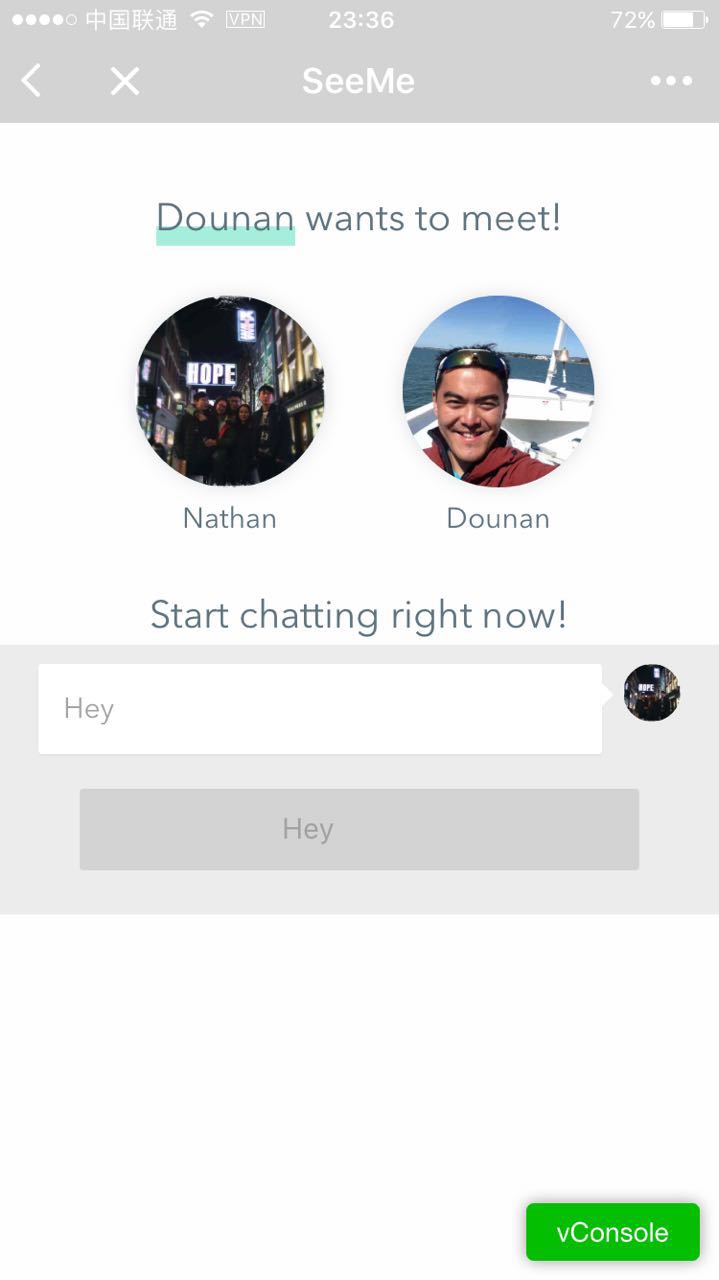 中国联通 VPN 23:36 72%
SeeMe
Dounan wants to meet!
HOPE
Nathan Dounan
Start chatting right now!
Hey
HOPE
Hey
vConsole